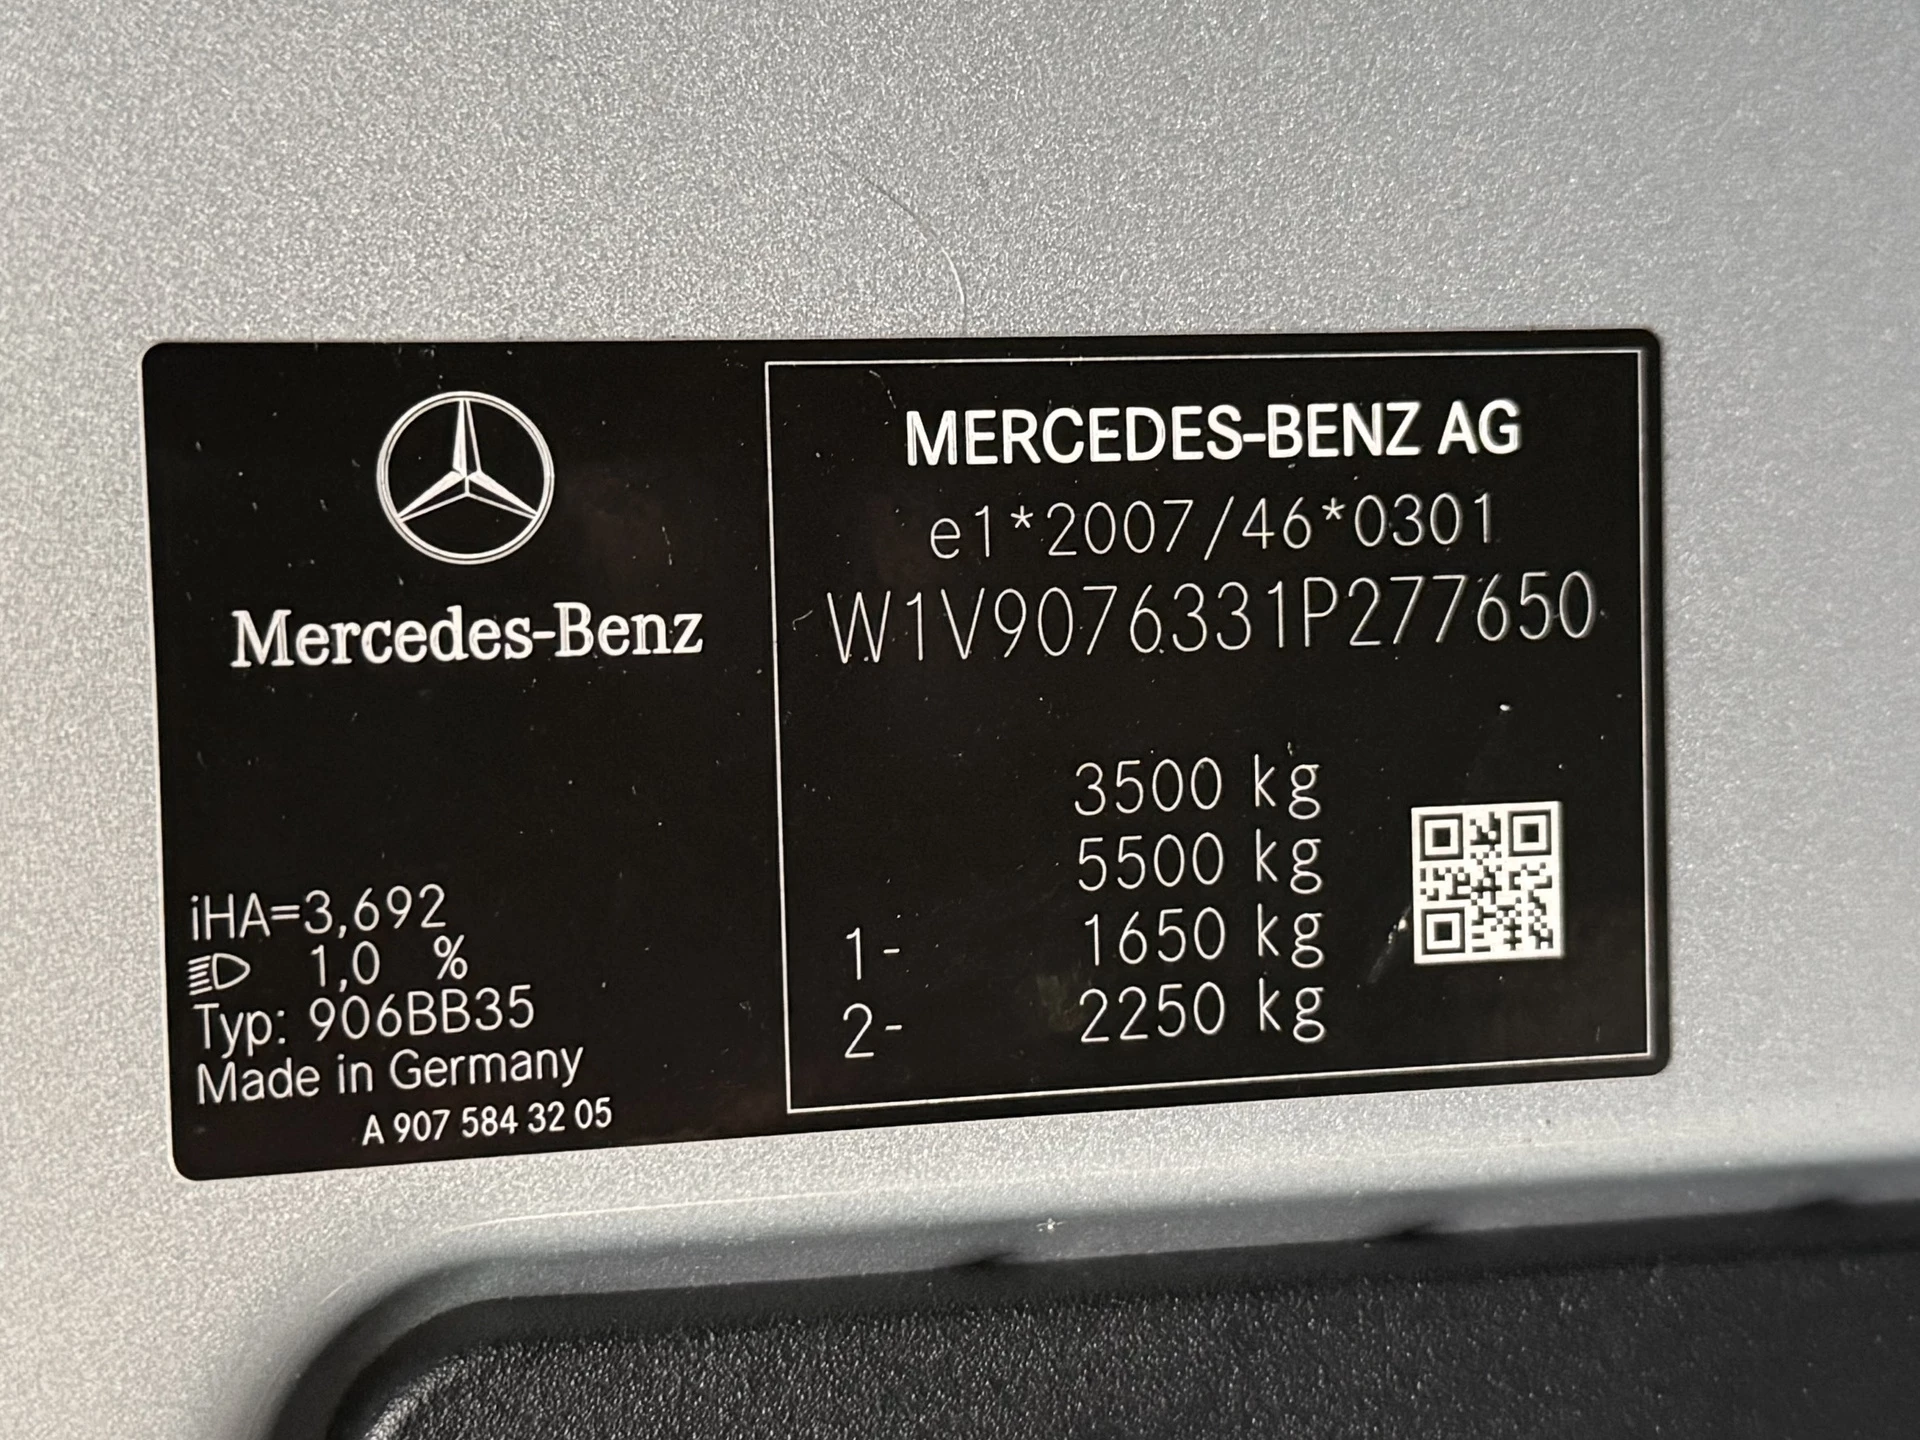 Mercedes-Benz
iHA=3,692
1,0 %
Typ: 906BB35
Made in Germany
A 907 584 32 05
MERCEDES-BENZ AG
e1*2007/46*0301
W1V9076331P277650
3500 kg
5500 kg
1- 1650 kg
2- 2250 kg